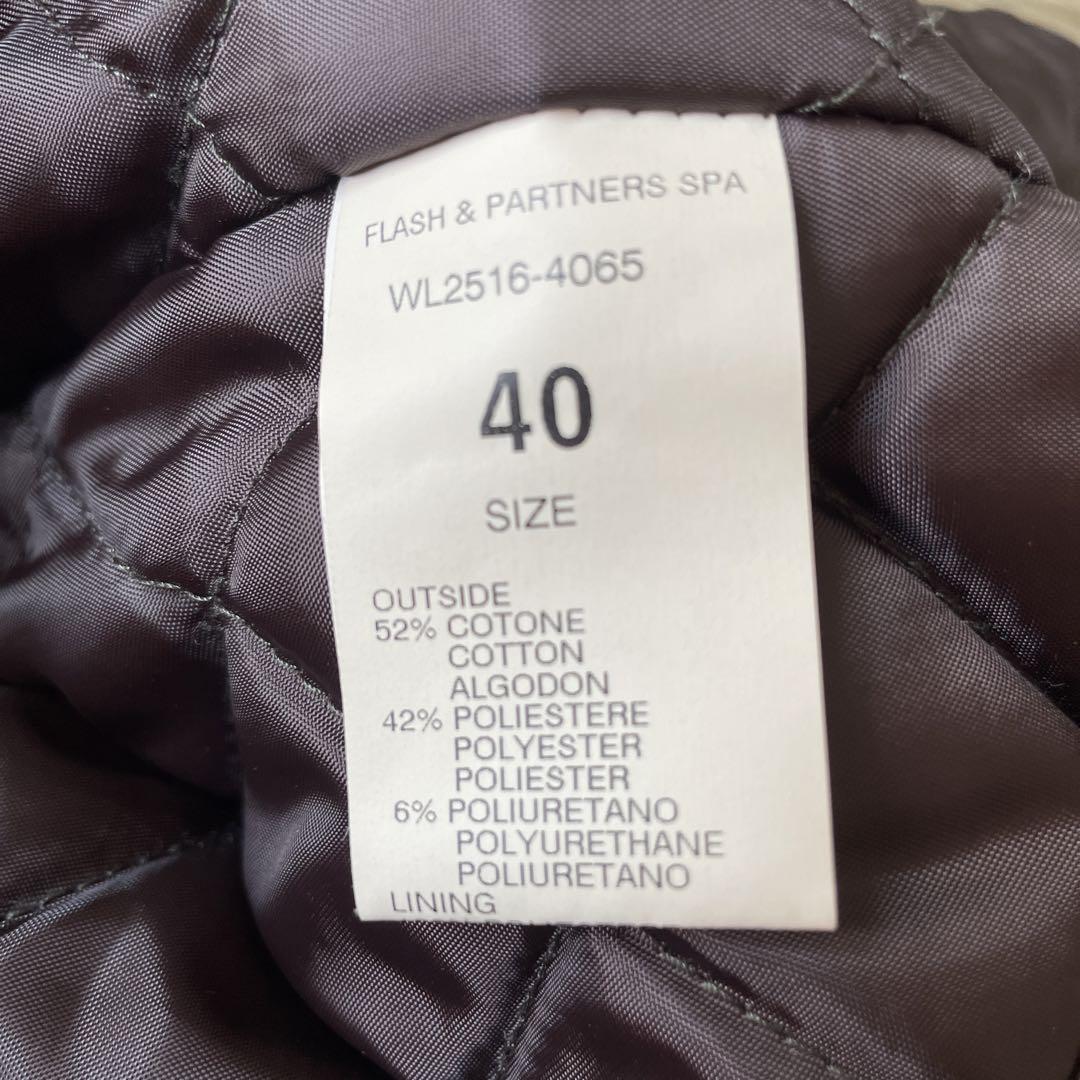 FLASH & PARTNERS SPA
WL2516-4065
40
SIZE
OUTSIDE
52% COTONE
COTTON
ALGODON
42% POLIESTERE
POLYESTER
POLIESTER
6% POLIURETANO
POLYURETHANE
POLIURETANO
LINING